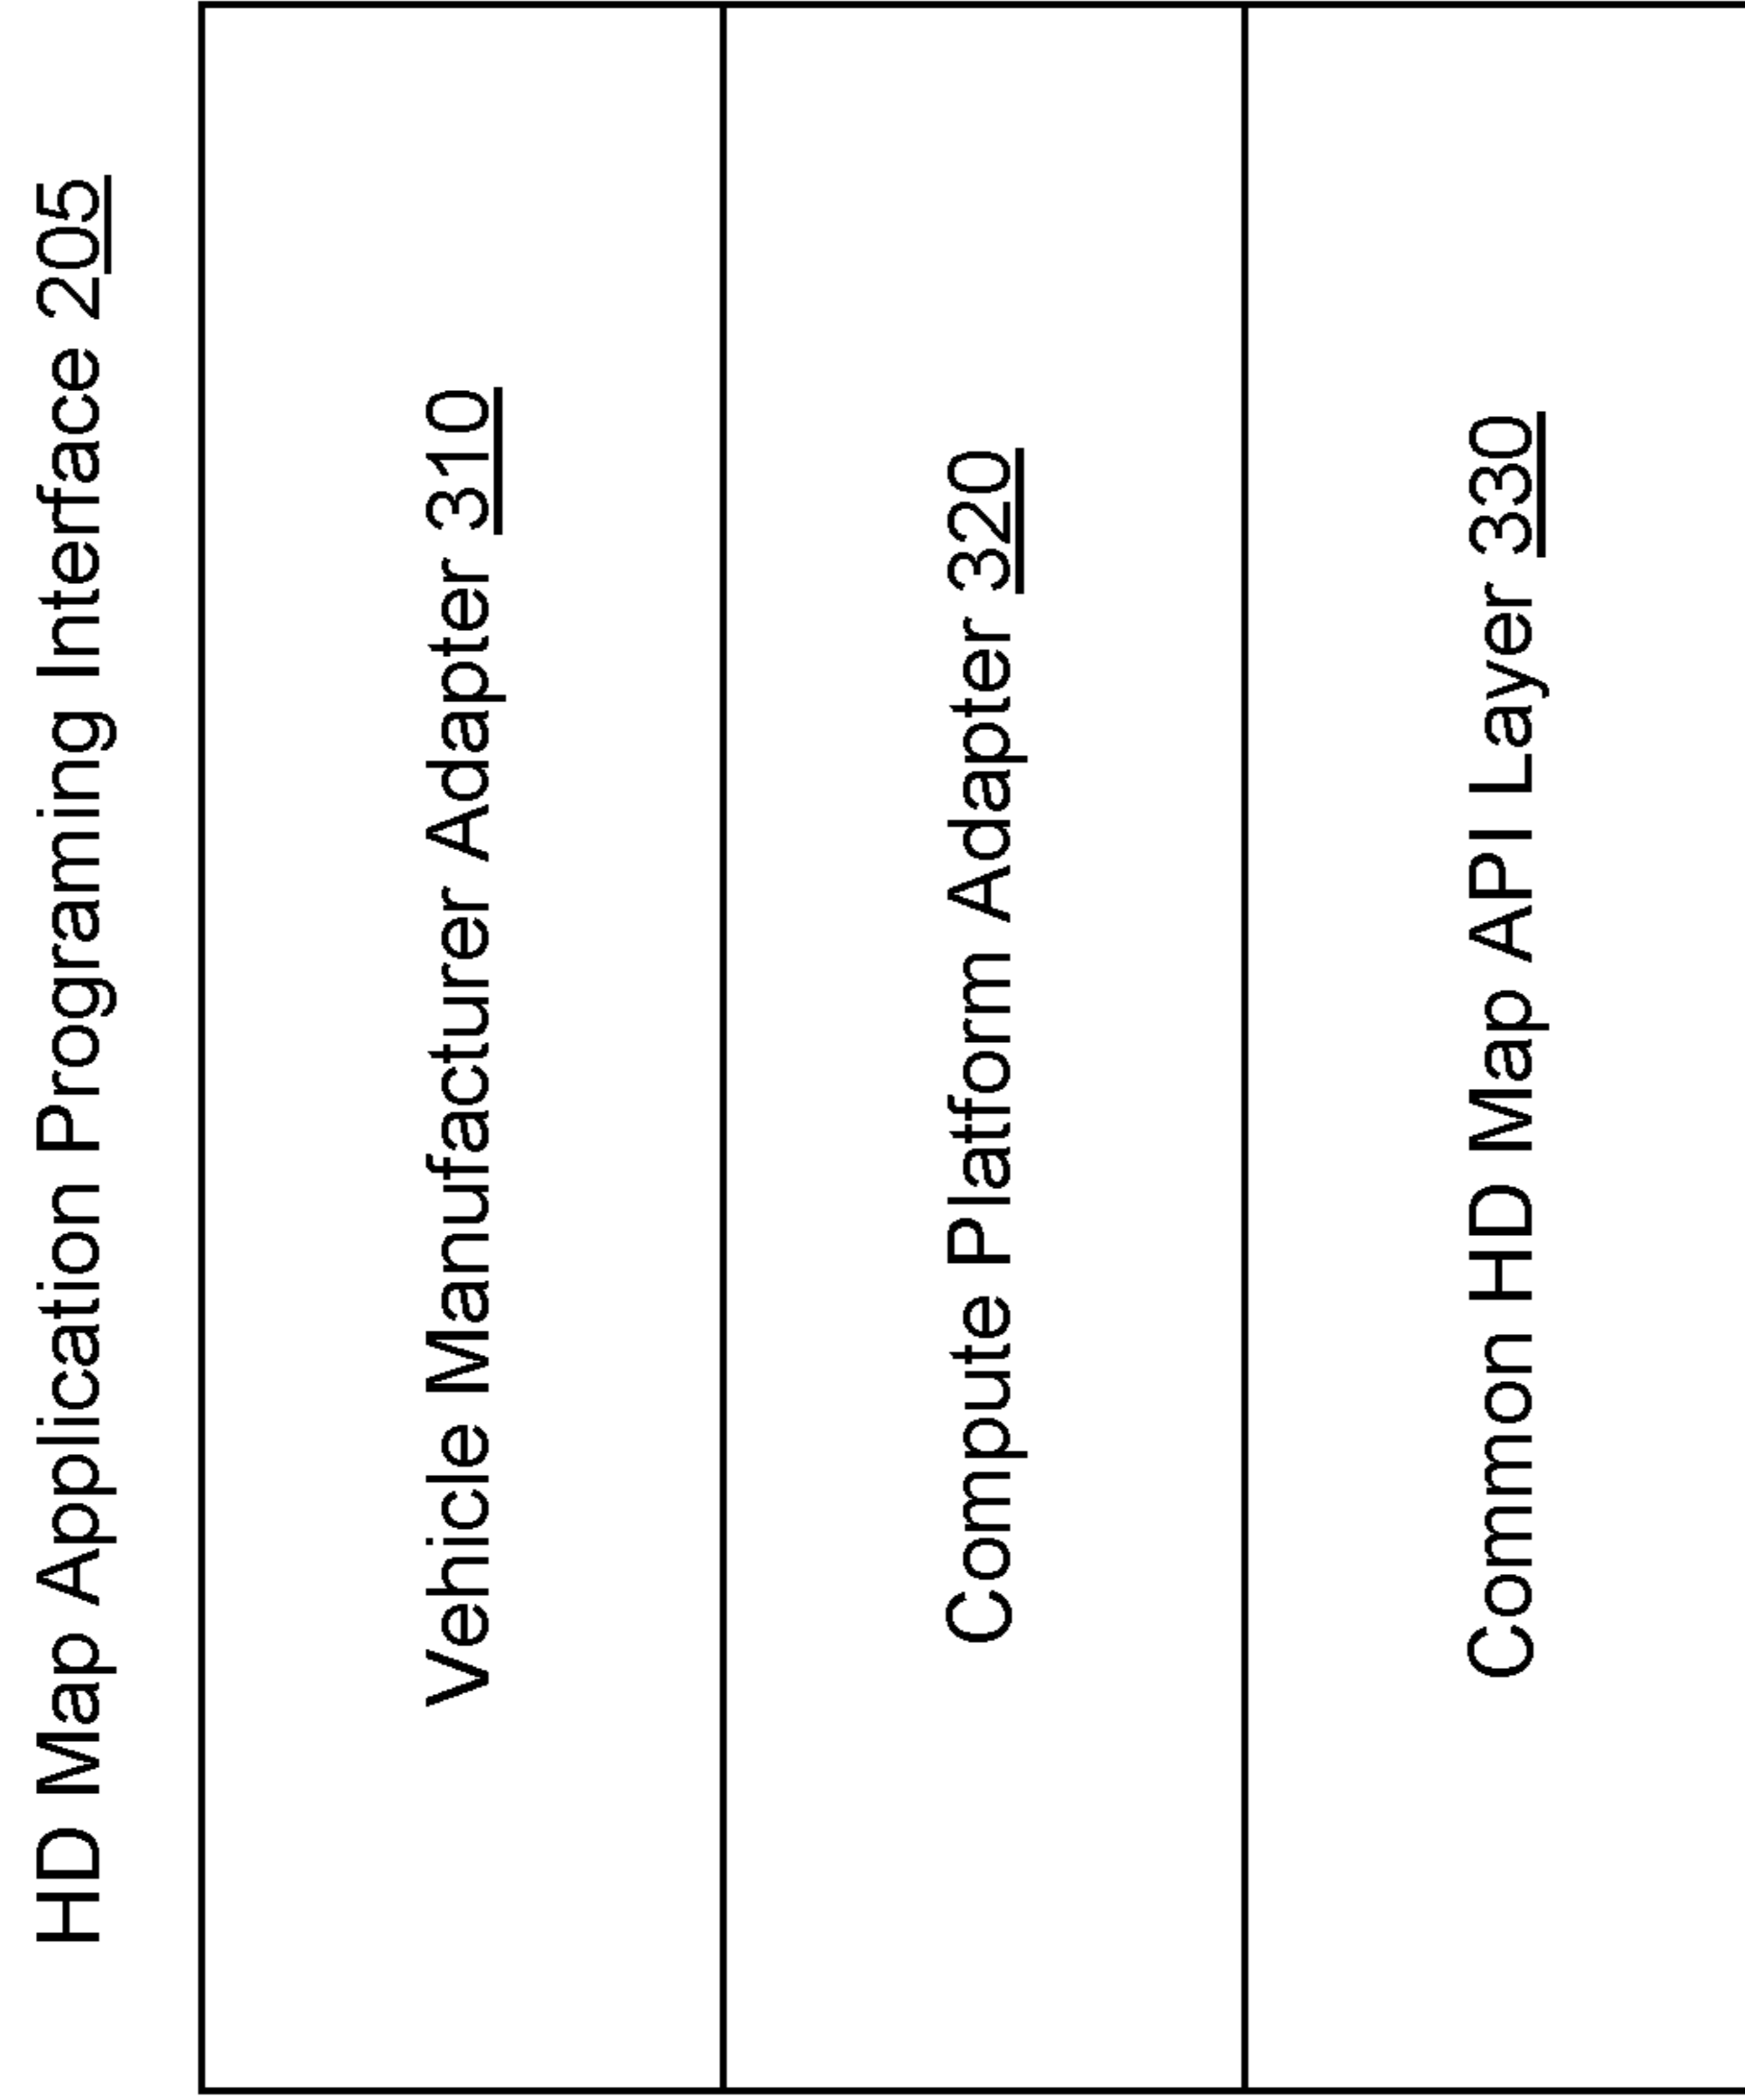 HD Map Application Programing Interface 205
Vehicle Manufacturer Adapter 310
Compute Platform Adapter 320
Common HD Map API Layer 330